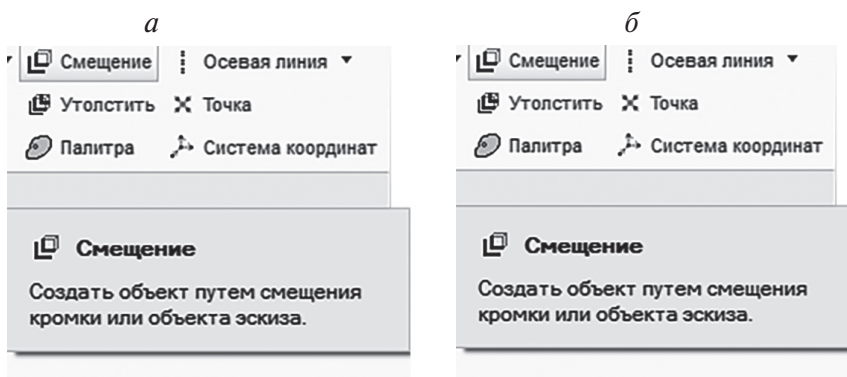 а
Смещение Осевая линия
Утолстить Точка
Палитра Система координат
Смещение
Создать объект путем смещения
кромки или объекта эскиза.
б
Смещение Осевая линия
Утолстить Точка
Палитра Система координат
Смещение
Создать объект путем смещения
кромки или объекта эскиза.